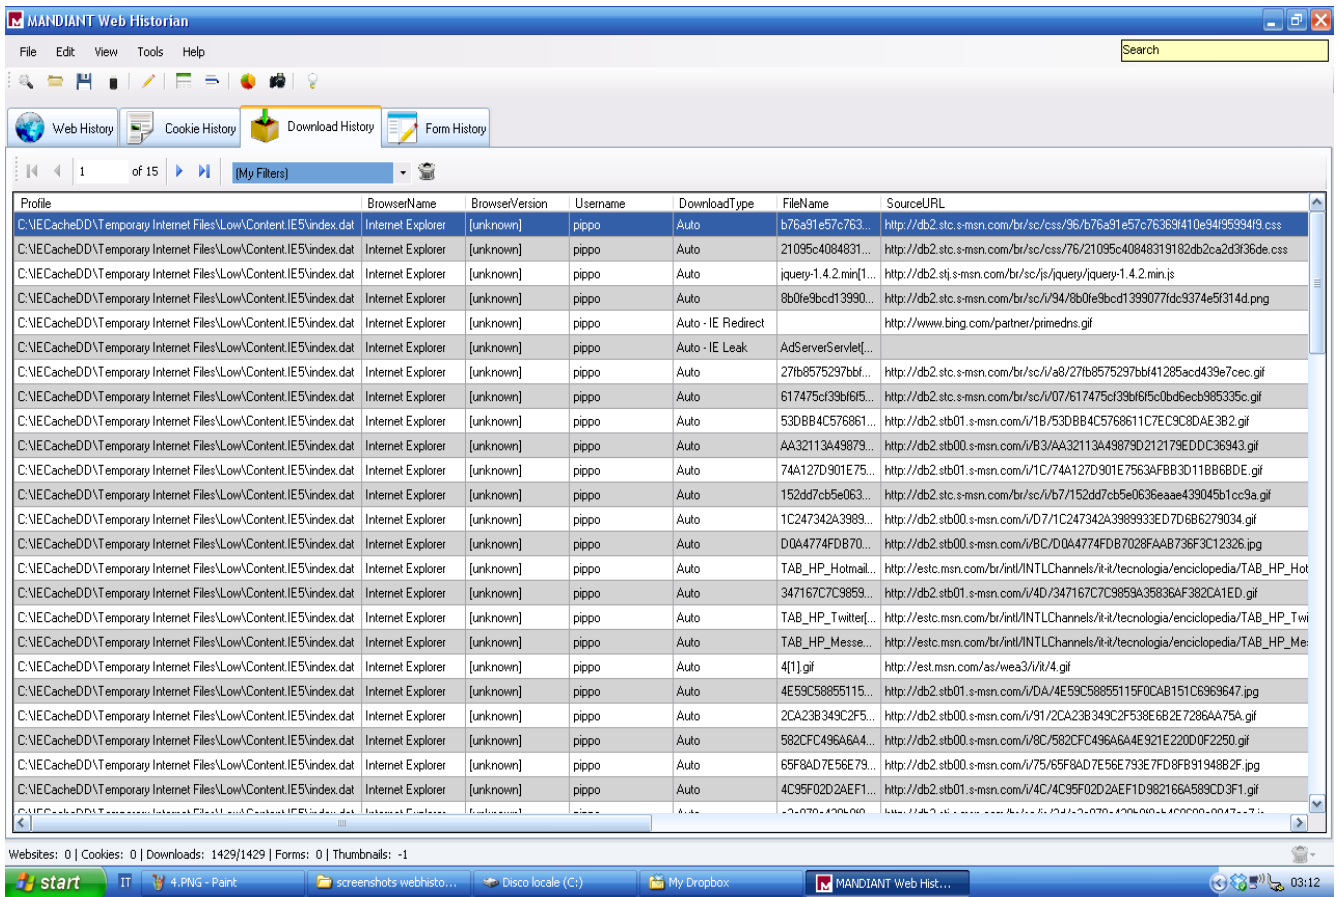 MANDIANT Web Historian
File Edit View Tools Help
Search
Web History Cookie History Download History Form History
1 of 15 (My Filters)
Profile BrowserName BrowserVersion Username DownloadType FileName SourceURL
C:\IECacheDD\Temporary Internet Files\Low\Content.IE5\index.dat Internet Explorer [unknown] pippo Auto b76a91e57c763... http://db2.stc.s-msn.com/br/sc/css/96/b76a91e57c76369f410e94f95994f9.css
C:\IECacheDD\Temporary Internet Files\Low\Content.IE5\index.dat Internet Explorer [unknown] pippo Auto 21095c4084831... http://db2.stc.s-msn.com/br/sc/css/76/21095c40848319182db2ca2d3f36de.css
C:\IECacheDD\Temporary Internet Files\Low\Content.IE5\index.dat Internet Explorer [unknown] pippo Auto jquery-1.4.2.min[1... http://db2.stj.s-msn.com/br/sc/js/jquery/jquery-1.4.2.min.js
C:\IECacheDD\Temporary Internet Files\Low\Content.IE5\index.dat Internet Explorer [unknown] pippo Auto 8b0fe9bcd13990... http://db2.stc.s-msn.com/br/sc/i/94/8b0fe9bcd1399077fdc9374e5f314d.png
C:\IECacheDD\Temporary Internet Files\Low\Content.IE5\index.dat Internet Explorer [unknown] pippo Auto - IE Redirect http://www.bing.com/partner/primedns.gif
C:\IECacheDD\Temporary Internet Files\Low\Content.IE5\index.dat Internet Explorer [unknown] pippo Auto - IE Leak AdServerServlet[...
C:\IECacheDD\Temporary Internet Files\Low\Content.IE5\index.dat Internet Explorer [unknown] pippo Auto 27fb8575297bbf... http://db2.stc.s-msn.com/br/sc/i/a8/27fb8575297bbf41285acd439e7cec.gif
C:\IECacheDD\Temporary Internet Files\Low\Content.IE5\index.dat Internet Explorer [unknown] pippo Auto 617475cf39bf6f5... http://db2.stc.s-msn.com/br/sc/i/07/617475cf39bf6f5c0bd6ecb985335c.gif
C:\IECacheDD\Temporary Internet Files\Low\Content.IE5\index.dat Internet Explorer [unknown] pippo Auto 53DBB4C576861... http://db2.stb01.s-msn.com/i/1B/53DBB4C5768611C7EC9C8DAE3B2.gif
C:\IECacheDD\Temporary Internet Files\Low\Content.IE5\index.dat Internet Explorer [unknown] pippo Auto AA32113A49879... http://db2.stb00.s-msn.com/i/B3/AA32113A49879D212179EDDC36943.gif
C:\IECacheDD\Temporary Internet Files\Low\Content.IE5\index.dat Internet Explorer [unknown] pippo Auto 74A127D901E75... http://db2.stb01.s-msn.com/i/1C/74A127D901E7563AFBB3D11BB6BDE.gif
C:\IECacheDD\Temporary Internet Files\Low\Content.IE5\index.dat Internet Explorer [unknown] pippo Auto 152dd7cb5e063... http://db2.stc.s-msn.com/br/sc/i/b7/152dd7cb5e0636eaae439045b1cc9a.gif
C:\IECacheDD\Temporary Internet Files\Low\Content.IE5\index.dat Internet Explorer [unknown] pippo Auto 1C247342A3989... http://db2.stb00.s-msn.com/i/D7/1C247342A3989933ED7D6B6279034.gif
C:\IECacheDD\Temporary Internet Files\Low\Content.IE5\index.dat Internet Explorer [unknown] pippo Auto D0A4774FDB70... http://db2.stb00.s-msn.com/i/BC/D0A4774FDB7028FAAB736F3C12326.jpg
C:\IECacheDD\Temporary Internet Files\Low\Content.IE5\index.dat Internet Explorer [unknown] pippo Auto TAB_HP_Hotmail... http://estc.msn.com/br/intl/INTLChannels/it-it/tecnologia/enciclopedia/TAB_HP_Hot
C:\IECacheDD\Temporary Internet Files\Low\Content.IE5\index.dat Internet Explorer [unknown] pippo Auto 347167C7C9859... http://db2.stb01.s-msn.com/i/4D/347167C7C9859A35836AF382CA1ED.gif
C:\IECacheDD\Temporary Internet Files\Low\Content.IE5\index.dat Internet Explorer [unknown] pippo Auto TAB_HP_Twitter[... http://estc.msn.com/br/intl/INTLChannels/it-it/tecnologia/enciclopedia/TAB_HP_Twi
C:\IECacheDD\Temporary Internet Files\Low\Content.IE5\index.dat Internet Explorer [unknown] pippo Auto TAB_HP_Messe... http://estc.msn.com/br/intl/INTLChannels/it-it/tecnologia/enciclopedia/TAB_HP_Me
C:\IECacheDD\Temporary Internet Files\Low\Content.IE5\index.dat Internet Explorer [unknown] pippo Auto 4[1].gif http://est.msn.com/as/wea3/i/it/4.gif
C:\IECacheDD\Temporary Internet Files\Low\Content.IE5\index.dat Internet Explorer [unknown] pippo Auto 4E59C58855115... http://db2.stb01.s-msn.com/i/DA/4E59C58855115F0CAB151C6969647.jpg
C:\IECacheDD\Temporary Internet Files\Low\Content.IE5\index.dat Internet Explorer [unknown] pippo Auto 2CA23B349C2F5... http://db2.stb00.s-msn.com/i/91/2CA23B349C2F538E6B2E7286AA75A.gif
C:\IECacheDD\Temporary Internet Files\Low\Content.IE5\index.dat Internet Explorer [unknown] pippo Auto 582CFC496A6A4... http://db2.stb00.s-msn.com/i/8C/582CFC496A6A4E921E220D0F2250.gif
C:\IECacheDD\Temporary Internet Files\Low\Content.IE5\index.dat Internet Explorer [unknown] pippo Auto 65F8AD7E56E79... http://db2.stb00.s-msn.com/i/75/65F8AD7E56E793E7FD8FB91948B2F.jpg
C:\IECacheDD\Temporary Internet Files\Low\Content.IE5\index.dat Internet Explorer [unknown] pippo Auto 4C95F02D2AEF1... http://db2.stb01.s-msn.com/i/4C/4C95F02D2AEF1D982166A589CD3F1.gif
Websites: 0 | Cookies: 0 | Downloads: 1429/1429 | Forms: 0 | Thumbnails: -1
start IT 4.PNG - Paint screenshots webhisto... Disco locale (C:) My Dropbox MANDIANT Web Hist... 03:12